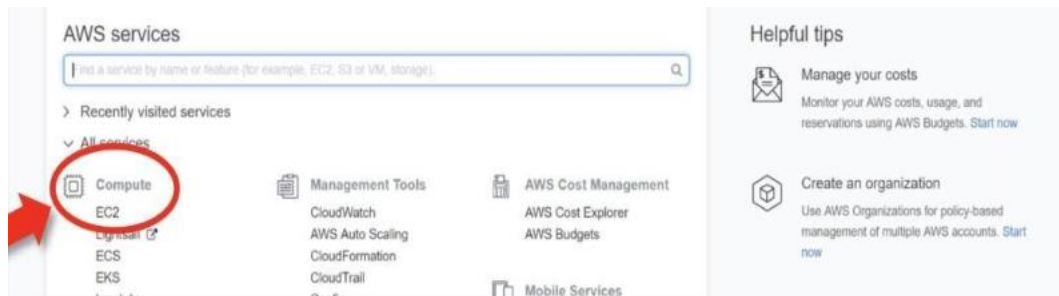 AWS services
Find a service by name or feature (for example, EC2, S3 or VM, storage).
Recently visited services
All services
Compute
EC2
Lightsail
ECS
EKS
Management Tools
CloudWatch
AWS Auto Scaling
CloudFormation
CloudTrail
AWS Cost Management
AWS Cost Explorer
AWS Budgets
Mobile Services
Helpful tips
Manage your costs
Monitor your AWS costs, usage, and
reservations using AWS Budgets. Start now
Create an organization
Use AWS Organizations for policy-based
management of multiple AWS accounts. Start
now